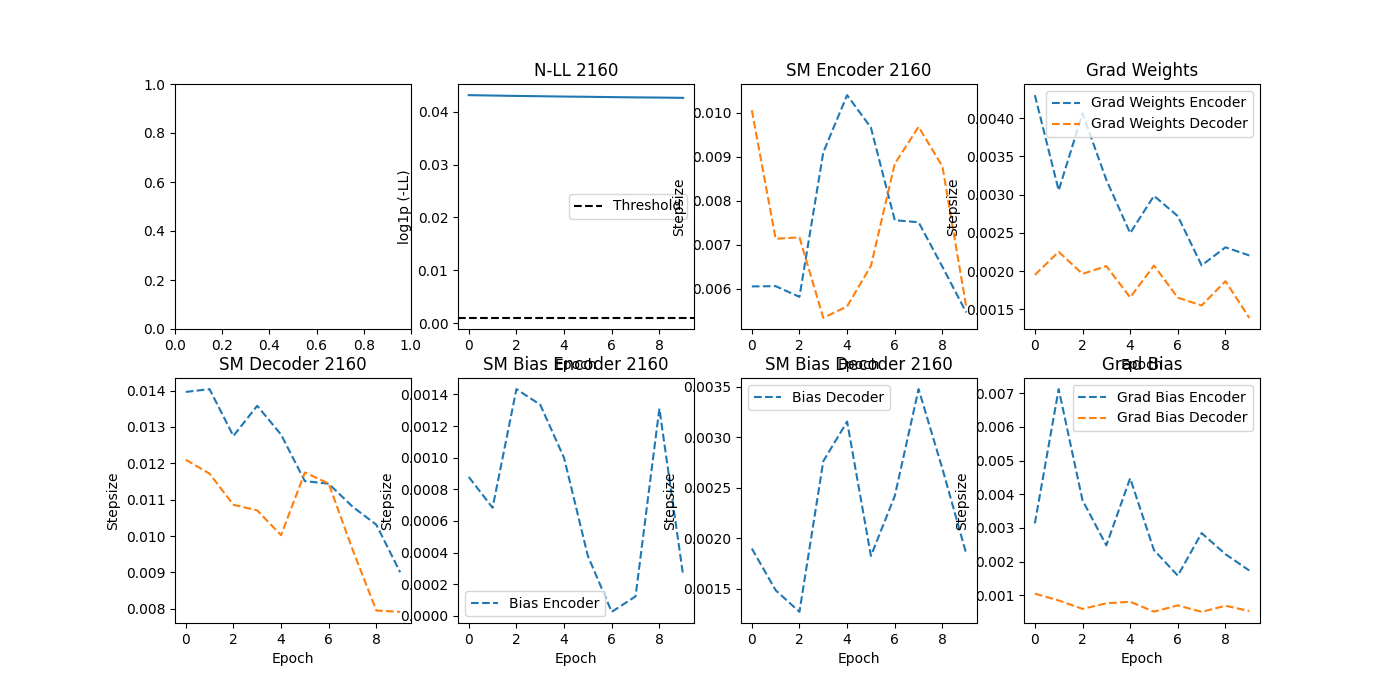 1.0
0.8
0.6
0.4
0.2
0.0
0.0 0.2 0.4 0.6 0.8 1.0
N-LL 2160
log1p (-LL)
0.04
0.03
0.02
0.01
0.00
Threshold
0 2 4 6 8
Epoch
SM Encoder 2160
Stepsize
0.010
0.009
0.008
0.007
0.006
0 2 4 6 8
Epoch
Grad Weights
Stepsize
0.0040
0.0035
0.0030
0.0025
0.0020
0.0015
Grad Weights Encoder
Grad Weights Decoder
0 2 4 6 8
Epoch
SM Decoder 2160
Stepsize
0.014
0.013
0.012
0.011
0.010
0.009
0.008
0 2 4 6 8
Epoch
SM Bias Encoder 2160
Stepsize
0.0014
0.0012
0.0010
0.0008
0.0006
0.0004
0.0002
0.0000
Bias Encoder
0 2 4 6 8
Epoch
SM Bias Decoder 2160
Stepsize
0.0035
0.0030
0.0025
0.0020
0.0015
Bias Decoder
0 2 4 6 8
Epoch
Grad Bias
Stepsize
0.007
0.006
0.005
0.004
0.003
0.002
0.001
Grad Bias Encoder
Grad Bias Decoder
0 2 4 6 8
Epoch